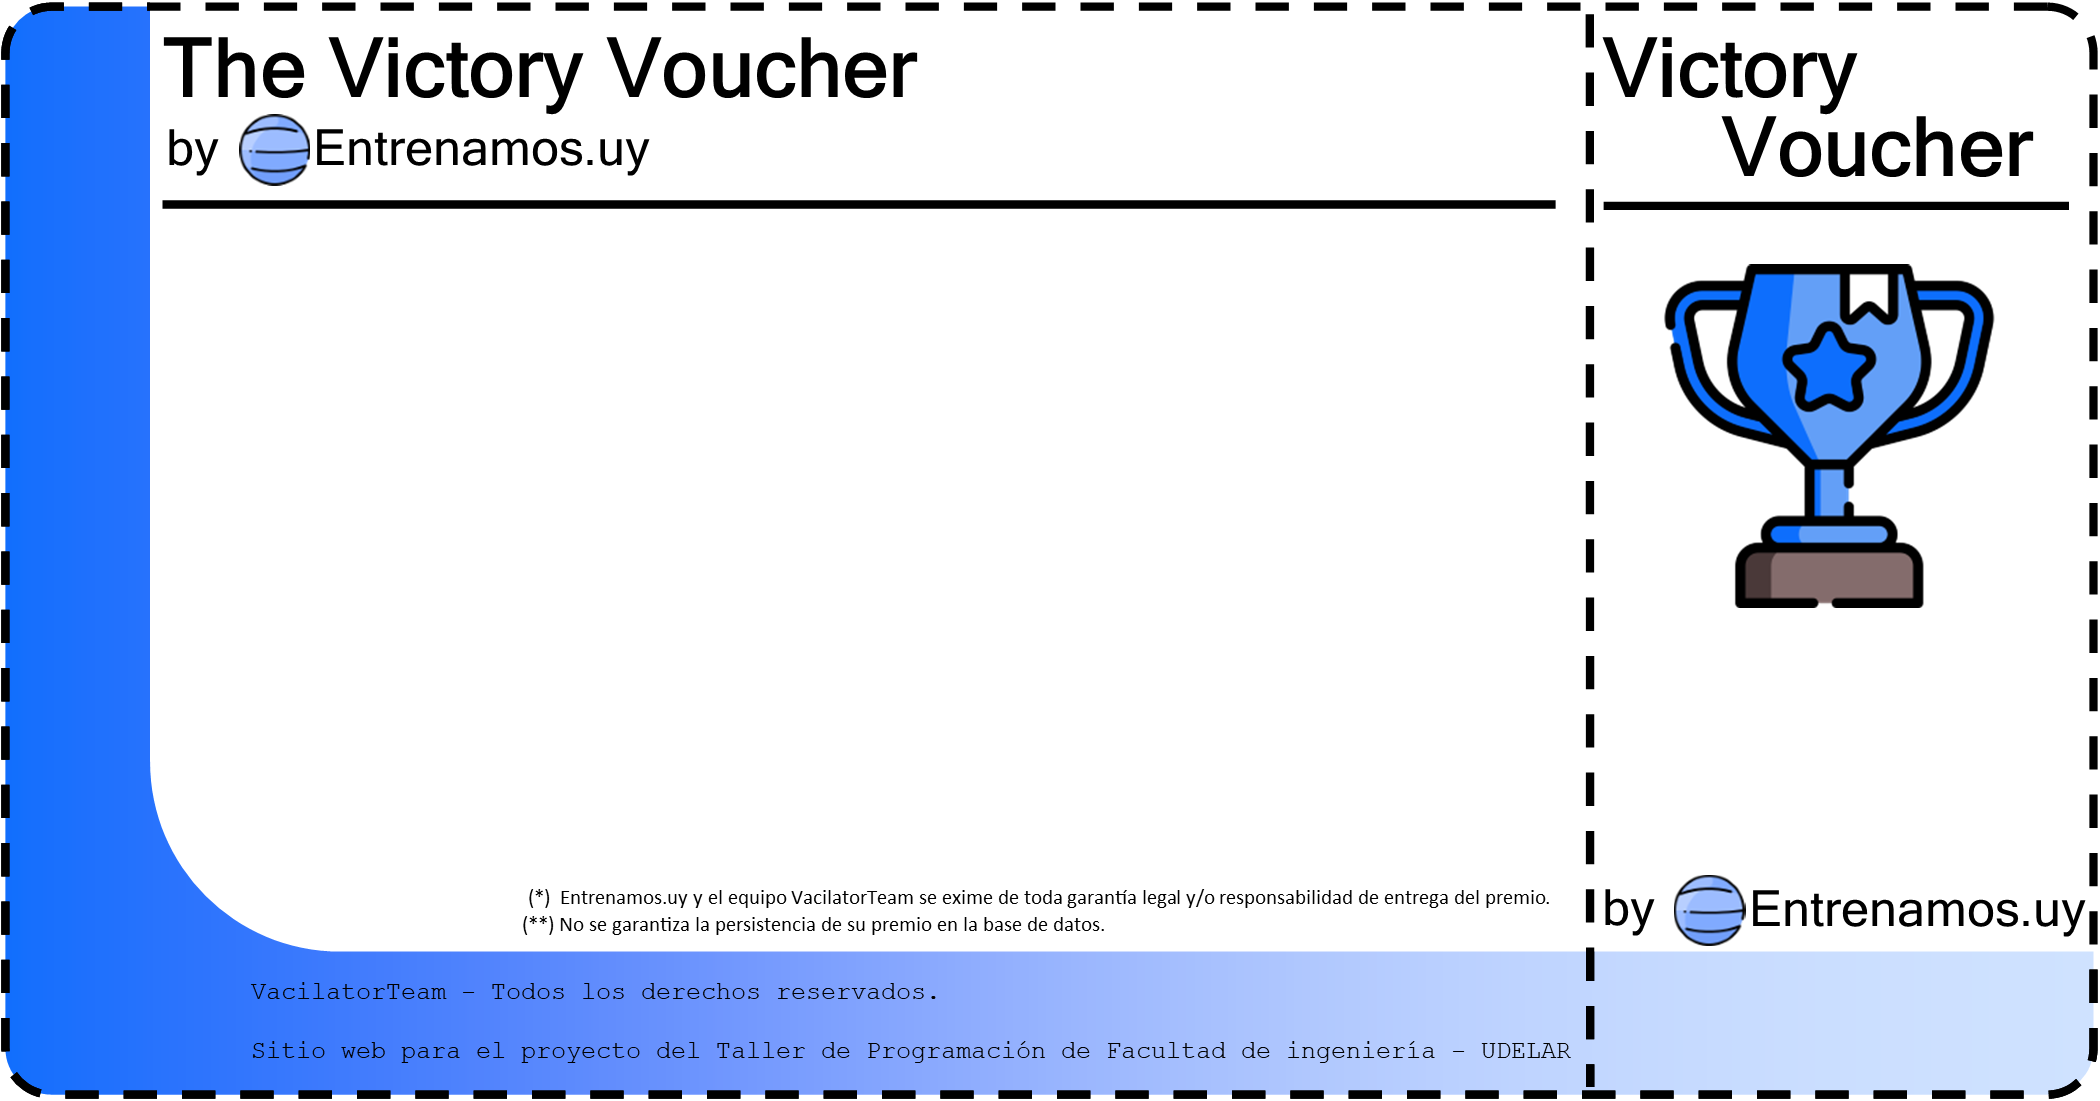 The Victory Voucher
by Entrenamos.uy
(*) Entrenamos.uy y el equipo VacilatorTeam se exime de toda garantía legal y/o responsabilidad de entrega del premio.
(**) No se garantiza la persistencia de su premio en la base de datos.
VacilatorTeam - Todos los derechos reservados.
Sitio web para el proyecto del Taller de Programación de Facultad de ingeniería - UDELAR
Victory
Voucher
by Entrenamos.uy